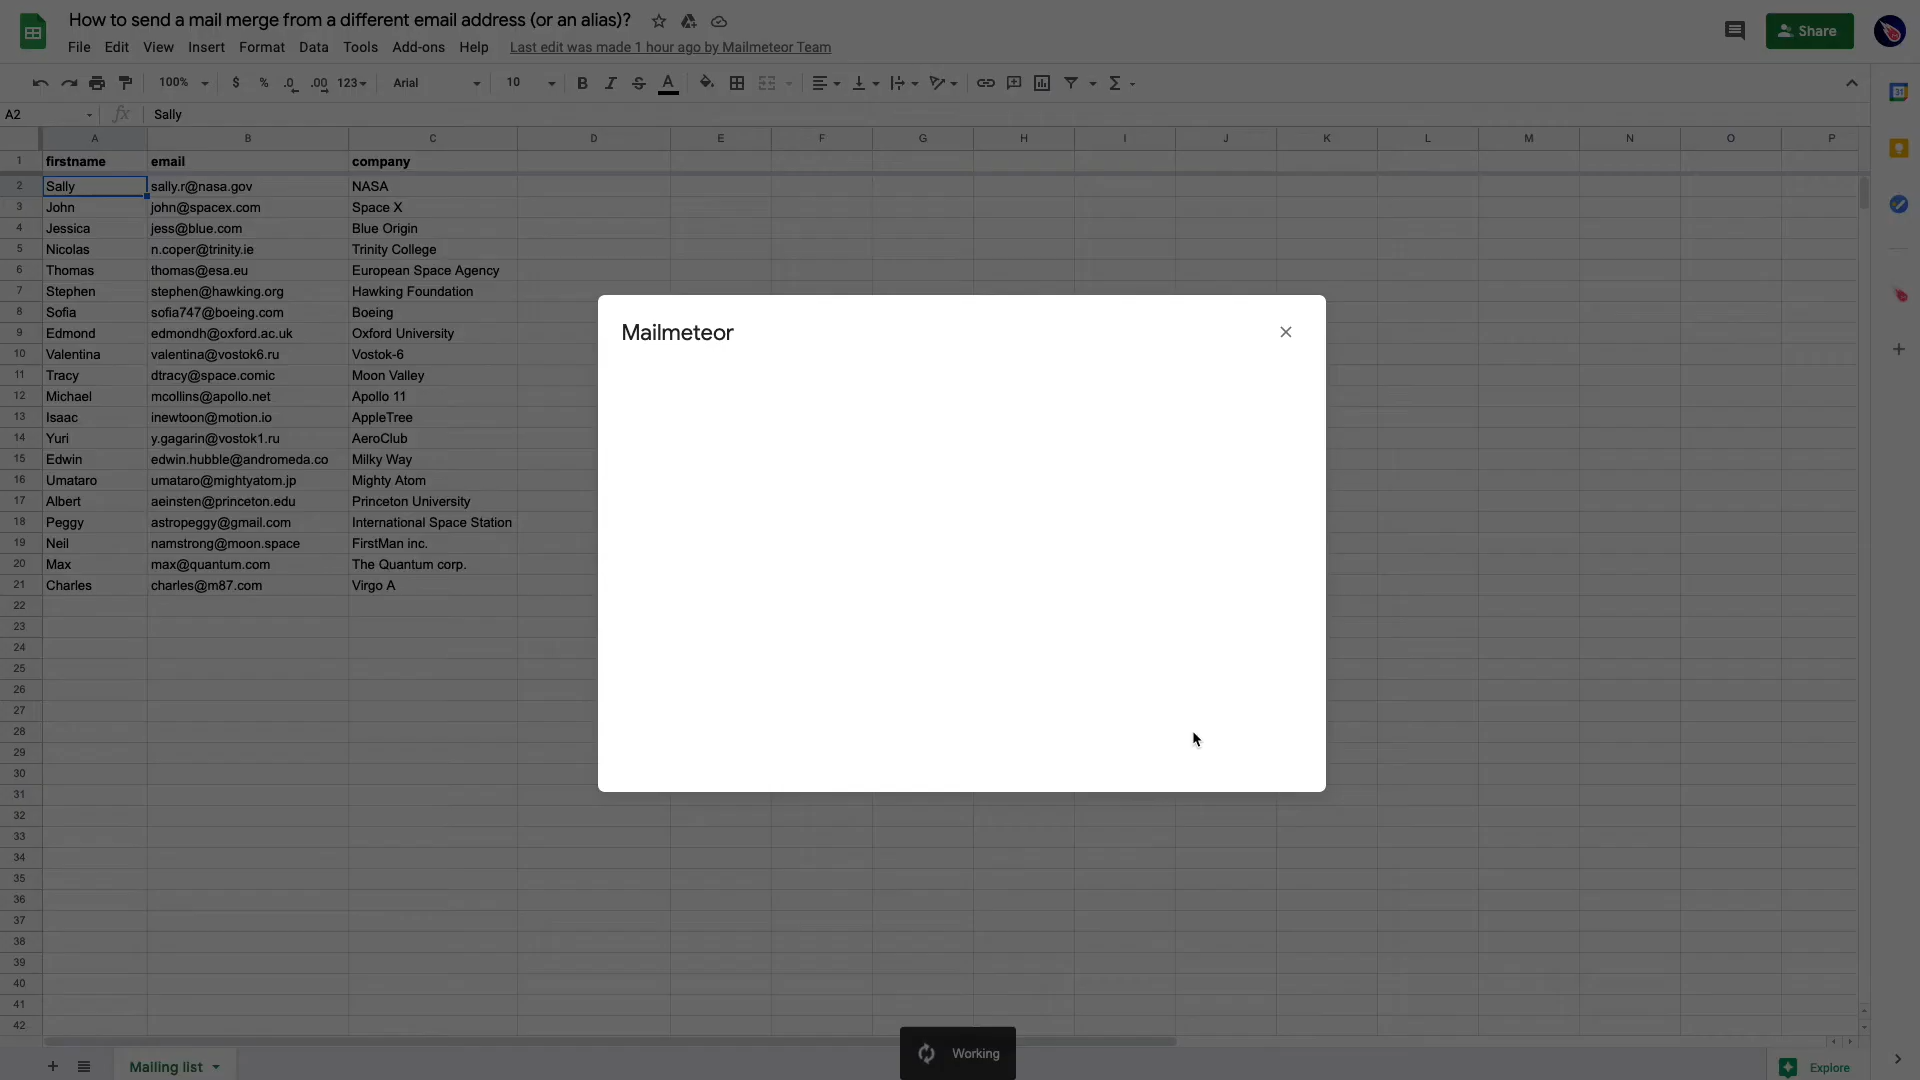 How to send a mail merge from a different email address (or an alias)?
File Edit View Insert Format Data Tools Add-ons Help Last edit was made 1 hour ago by Mailmeteor Team
Share
100% $ % .0 .00 123 Arial 10 B I S A Σ
31
A2 fx Sally
A B C D E F G H I J K L M N O P
1 firstname email company
2 Sally sally.r@nasa.gov NASA
3 John john@spacex.com Space X
4 Jessica jess@blue.com Blue Origin
5 Nicolas n.coper@trinity.ie Trinity College
6 Thomas thomas@esa.eu European Space Agency
7 Stephen stephen@hawking.org Hawking Foundation
8 Sofia sofia747@boeing.com Boeing
9 Edmond edmondh@oxford.ac.uk Oxford University
10 Valentina valentina@vostok6.ru Vostok-6
11 Tracy dtracy@space.comic Moon Valley
12 Michael mcollins@apollo.net Apollo 11
13 Isaac inewtoon@motion.io AppleTree
14 Yuri y.gagarin@vostok1.ru AeroClub
15 Edwin edwin.hubble@andromeda.co Milky Way
16 Umataro umataro@mightyatom.jp Mighty Atom
17 Albert aeinsten@princeton.edu Princeton University
18 Peggy astropeggy@gmail.com International Space Station
19 Neil namstrong@moon.space FirstMan inc.
20 Max max@quantum.com The Quantum corp.
21 Charles charles@m87.com Virgo A
22
23
24
25
26
27
28
29
30
31
32
33
34
35
36
37
38
39
40
41
42
Mailmeteor
Working
Mailing list
Explore